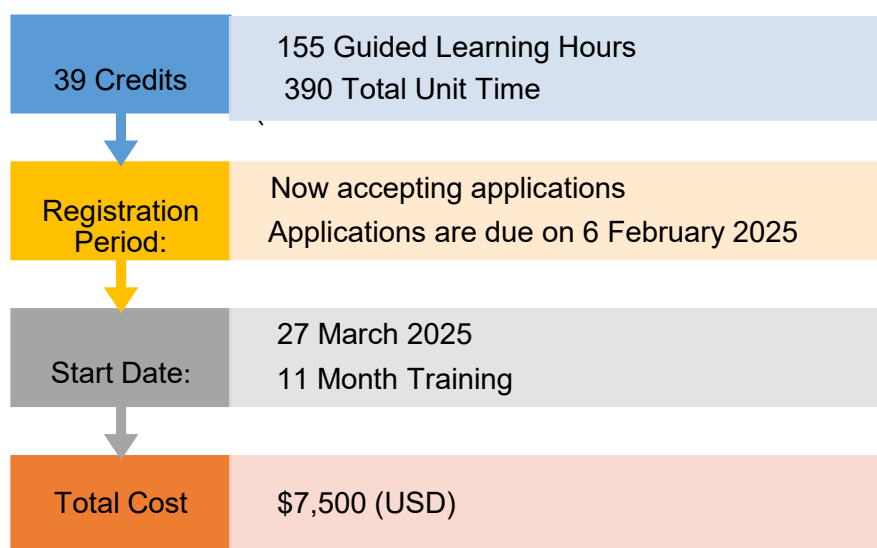 39 Credits
155 Guided Learning Hours
390 Total Unit Time
`
Registration
Period:
Now accepting applications
Applications are due on 6 February 2025
Start Date:
27 March 2025
11 Month Training
Total Cost
$7,500 (USD)